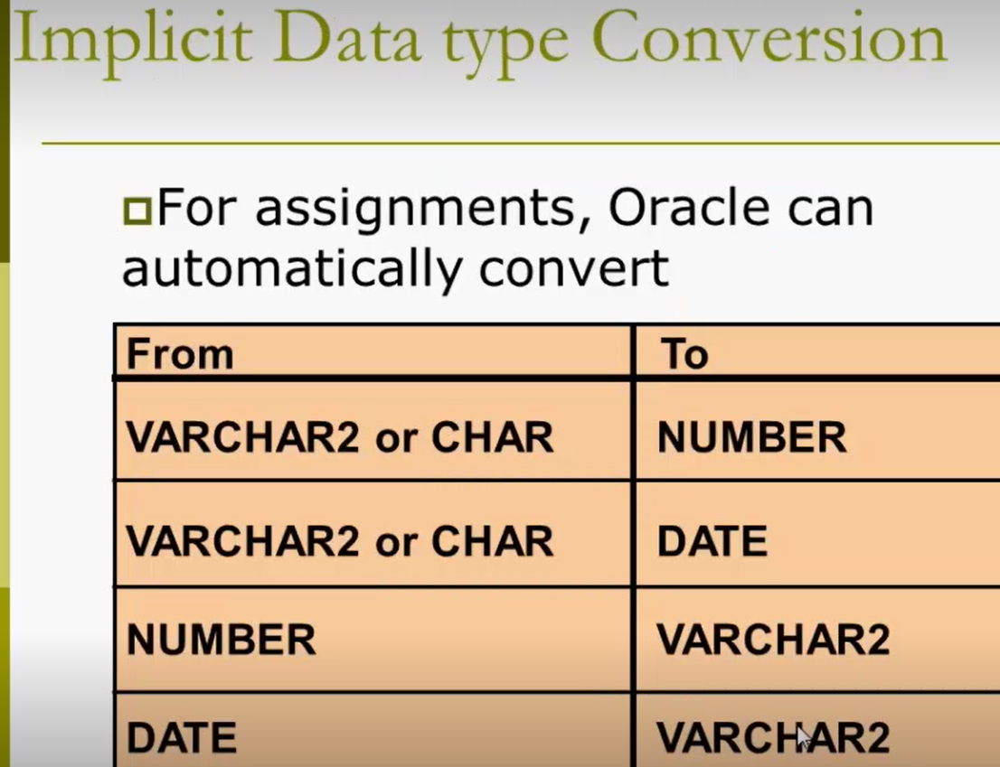 Implicit Data type Conversion
For assignments, Oracle can
automatically convert
From To
VARCHAR2 or CHAR NUMBER
VARCHAR2 or CHAR DATE
NUMBER VARCHAR2
DATE VARCHAR2